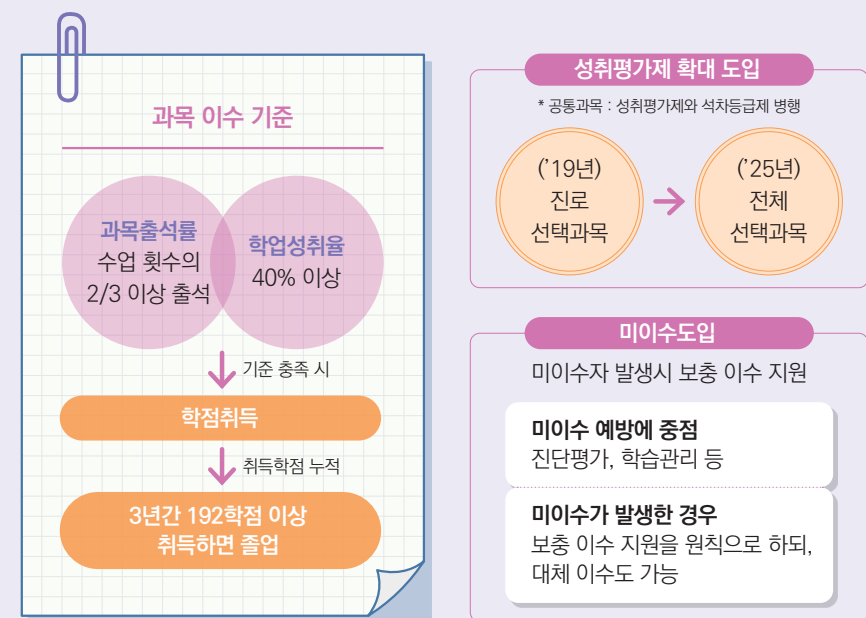 과목 이수 기준
과목출석률
수업 횟수의
2/3 이상 출석
학업성취율
40% 이상
기준 충족 시
학점취득
취득학점 누적
3년간 192학점 이상
취득하면 졸업
성취평가제 확대 도입
* 공통과목 : 성취평가제와 석차등급제 병행
(’19년)
진로
선택과목
(’25년)
전체
선택과목
미이수도입
미이수자 발생시 보충 이수 지원
미이수 예방에 중점
진단평가, 학습관리 등
미이수가 발생한 경우
보충 이수 지원을 원칙으로 하되,
대체 이수도 가능